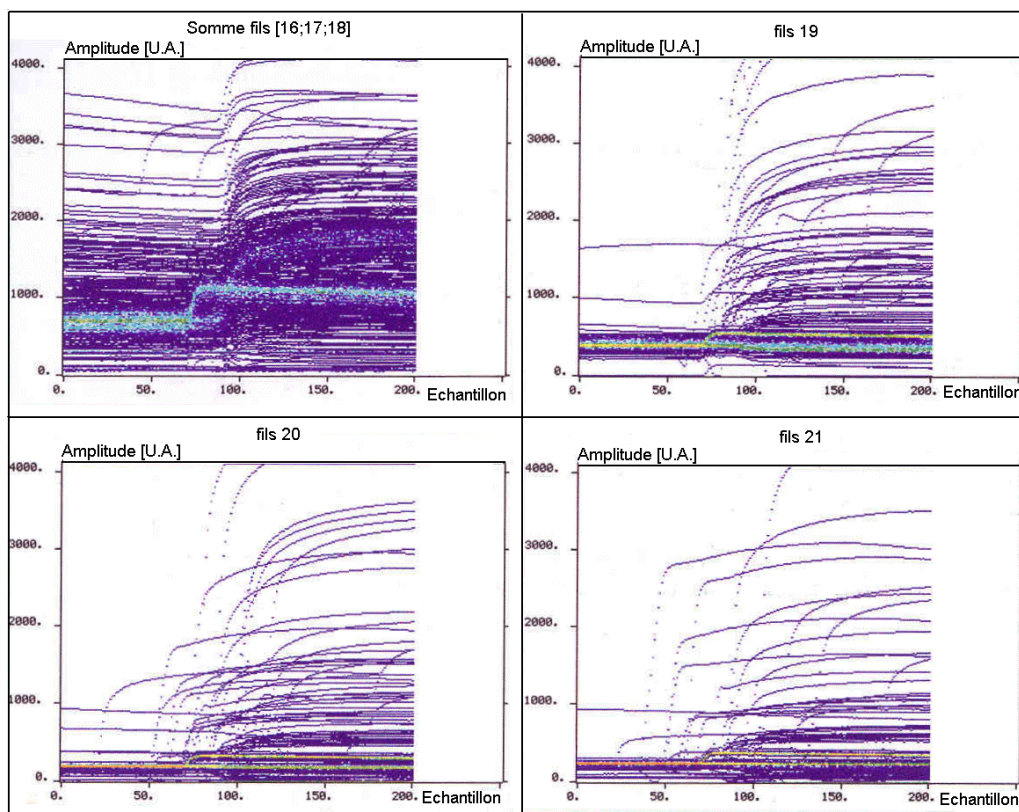 Somme fils [16;17;18]
Amplitude [U.A.]
4000.
3000.
2000.
1000.
0.
0. 50. 100. 150. 200. Echantillon
fils 19
Amplitude [U.A.]
4000.
3000.
2000.
1000.
0.
0. 50. 100. 150. 200. Echantillon
fils 20
Amplitude [U.A.]
4000.
3000.
2000.
1000.
0.
0. 50. 100. 150. 200. Echantillon
fils 21
Amplitude [U.A.]
4000.
3000.
2000.
1000.
0.
0. 50. 100. 150. 200. Echantillon